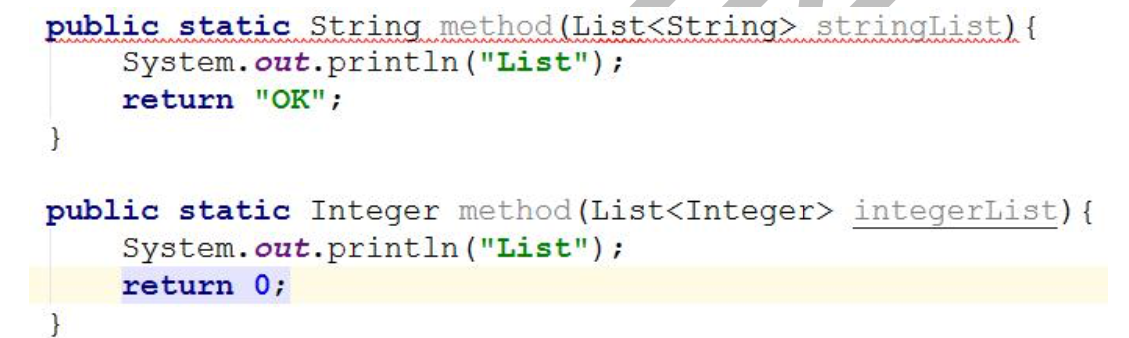 public static String method(List<String> stringList){
System.out.println("List");
return "OK";
}
public static Integer method(List<Integer> integerList){
System.out.println("List");
return 0;
}